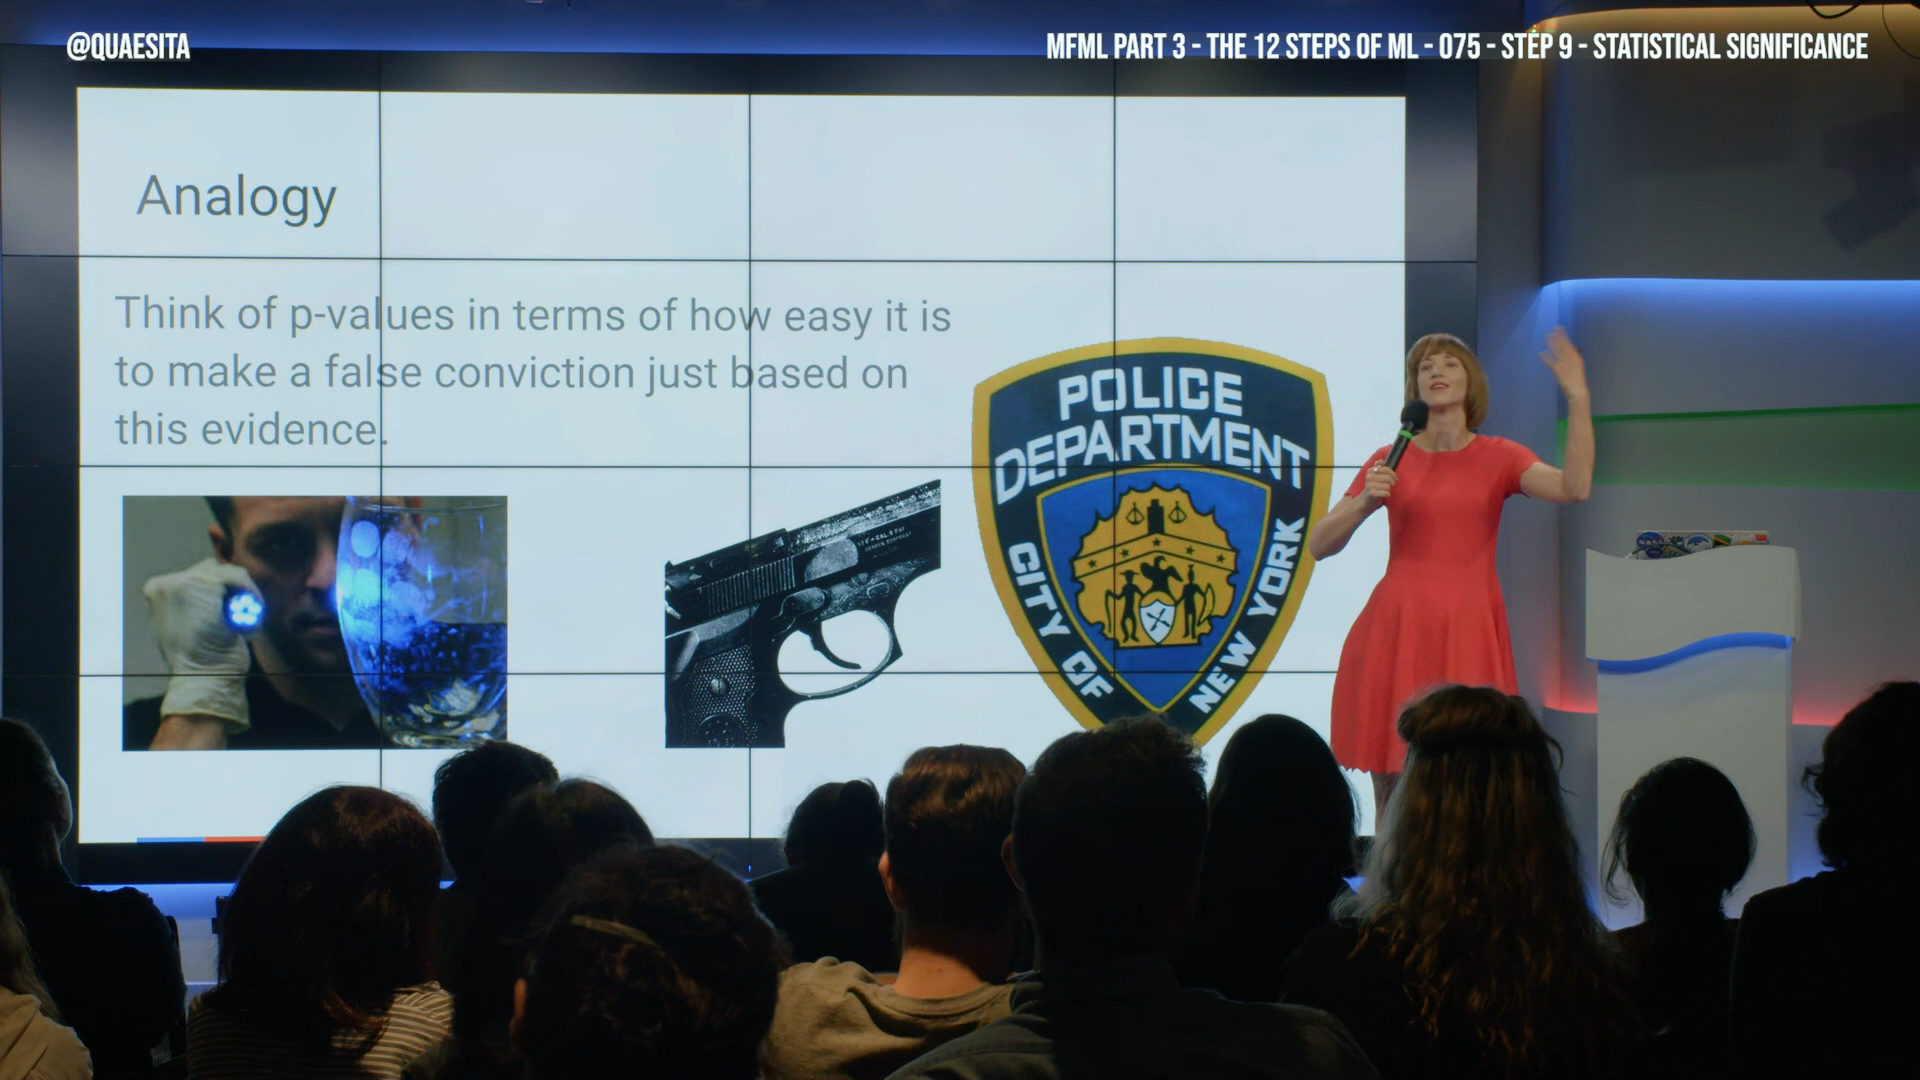 @QUAESITA
MFML PART 3 - THE 12 STEPS OF ML - 075 - STEP 9 - STATISTICAL SIGNIFICANCE
Analogy
Think of p-values in terms of how easy it is
to make a false conviction just based on
this evidence.
POLICE
DEPARTMENT
CITY OF
NEW YORK
NASA